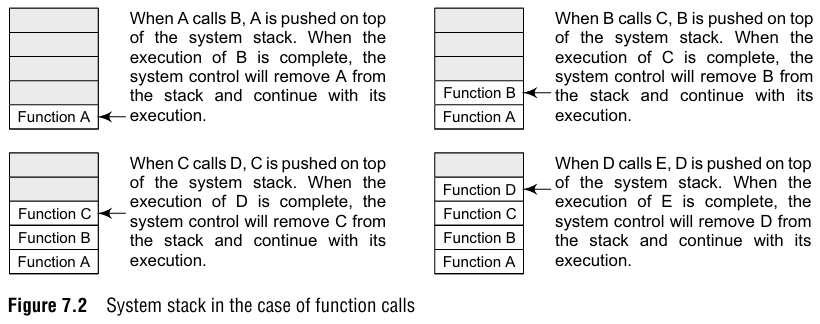 When A calls B, A is pushed on top
of the system stack. When the
execution of B is complete, the
system control will remove A from
the stack and continue with its
execution.
Function A
When B calls C, B is pushed on top
of the system stack. When the
execution of C is complete, the
system control will remove B from
the stack and continue with its
execution.
Function B
Function A
When C calls D, C is pushed on top
of the system stack. When the
execution of D is complete, the
system control will remove C from
the stack and continue with its
execution.
Function C
Function B
Function A
When D calls E, D is pushed on top
of the system stack. When the
execution of E is complete, the
system control will remove D from
the stack and continue with its
execution.
Function D
Function C
Function B
Function A
Figure 7.2 System stack in the case of function calls